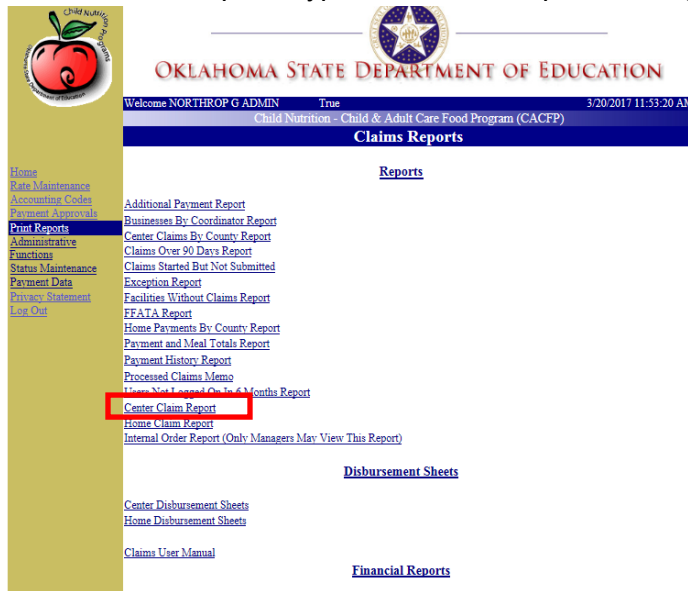 Child Nutrition Programs
OKLAHOMA STATE DEPARTMENT OF EDUCATION
Welcome NORTHROP G ADMIN True 3/20/2017 11:53:20 AM
Child Nutrition - Child & Adult Care Food Program (CACFP)
Claims Reports
Home
Rate Maintenance
Accounting Codes
Payment Approvals
Print Reports
Administrative
Functions
Status Maintenance
Payment Data
Privacy Statement
Log Out
Reports
Additional Payment Report
Businesses By Coordinator Report
Center Claims By County Report
Claims Over 90 Days Report
Claims Started But Not Submitted
Exception Report
Facilities Without Claims Report
FFATA Report
Home Payments By County Report
Payment and Meal Totals Report
Payment History Report
Processed Claims Memo
Users Not Logged On In 6 Months Report
Center Claim Report
Home Claim Report
Internal Order Report (Only Managers May View This Report)
Disbursement Sheets
Center Disbursement Sheets
Home Disbursement Sheets
Claims User Manual
Financial Reports